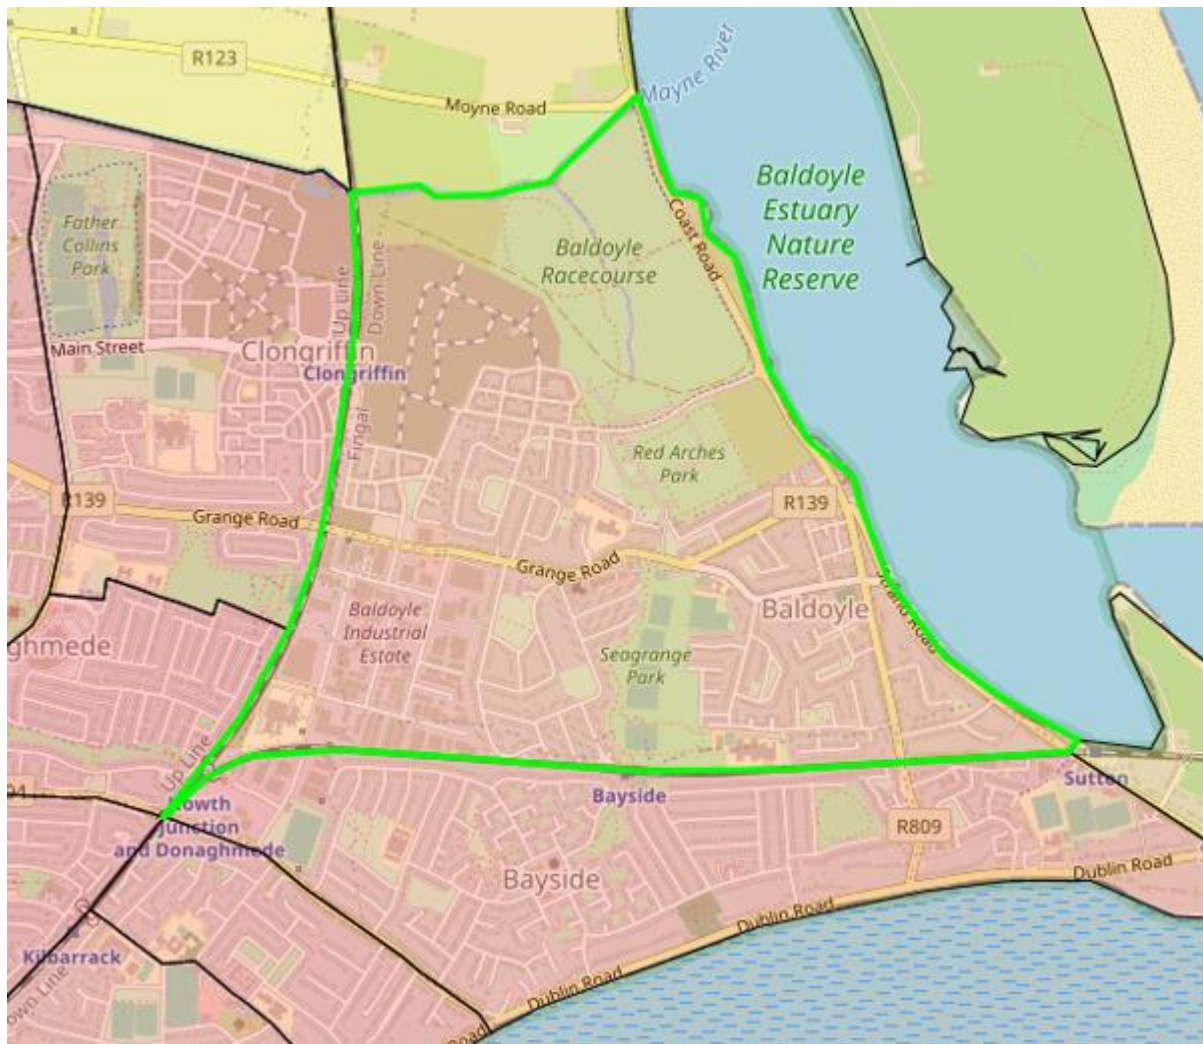 R123
Moyne Road
Mayne River
Baldoyle
Estuary
Nature
Reserve
Father
Collins
Park
Coast Road
Baldoyle
Racecourse
Up Line
Down Line
Main Street
Clongriffin
Clongriffin
Fingal
Red Arches
Park
R139
R139
Grange Road
Grange Road
Strand Road
Baldoyle
Baldoyle
Industrial
Estate
ghmede
Seagrange
Park
Up Line
Sutton
Bayside
Howth
Junction
and Donaghmede
R809
Dublin Road
Bayside
Dublin Road
Kilbarrack
own Line
Dublin Road
Road